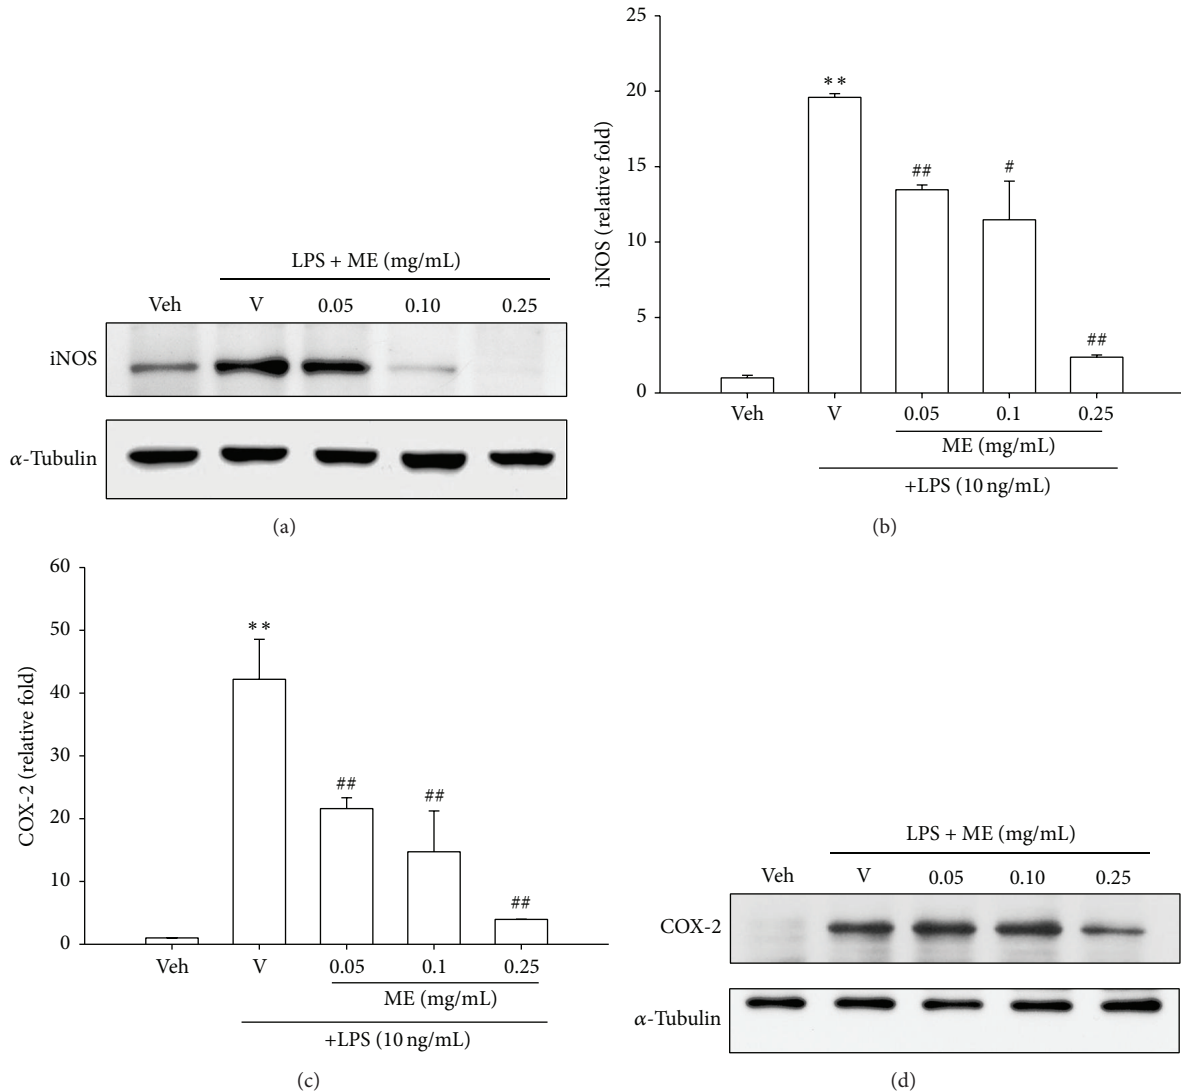 LPS + ME (mg/mL)
Veh V 0.05 0.10 0.25
iNOS
α-Tubulin
(a)
25
20
15
10
5
0
iNOS (relative fold)
**
##
#
##
Veh V 0.05 0.1 0.25
ME (mg/mL)
+LPS (10 ng/mL)
(b)
60
50
40
30
20
10
0
COX-2 (relative fold)
**
##
##
##
Veh V 0.05 0.1 0.25
ME (mg/mL)
+LPS (10 ng/mL)
(c)
LPS + ME (mg/mL)
Veh V 0.05 0.10 0.25
COX-2
α-Tubulin
(d)